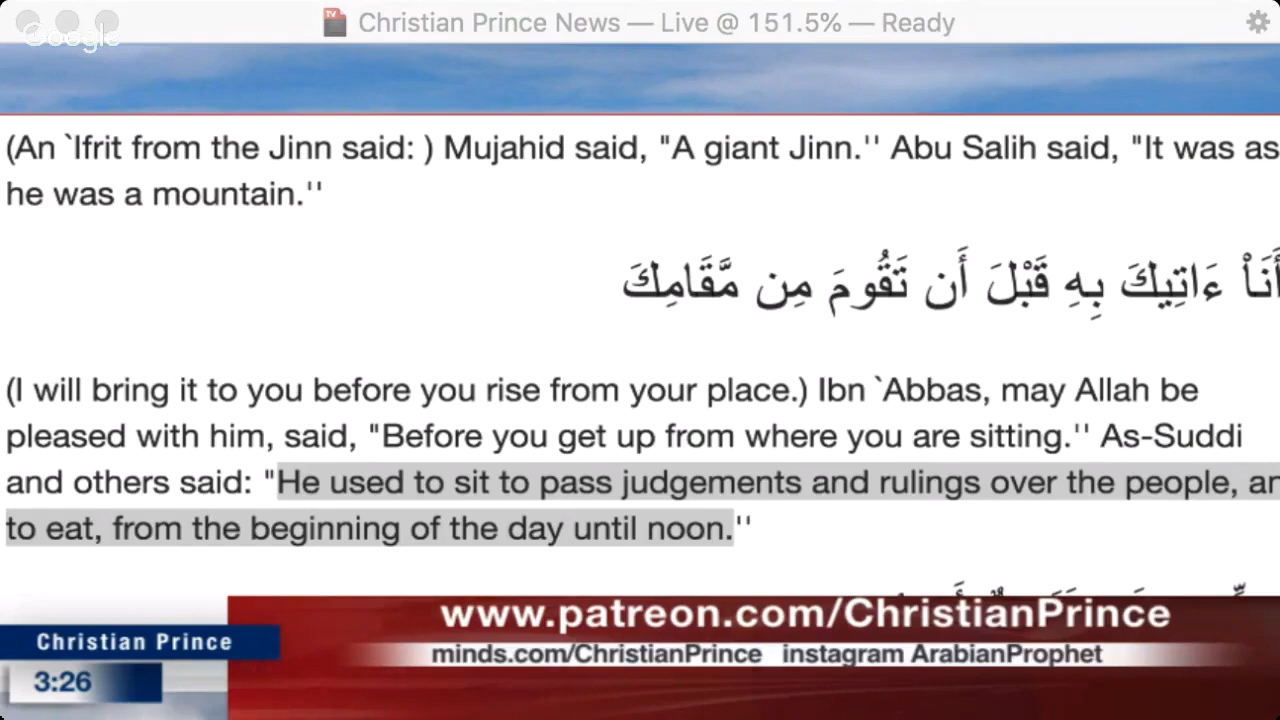 Christian Prince News — Live @ 151.5% — Ready
Google
(An `Ifrit from the Jinn said: ) Mujahid said, "A giant Jinn.'' Abu Salih said, "It was as
he was a mountain.''
أَنَاْ ءَاتِيكَ بِهِ قَبْلَ أَن تَقُومَ مِن مَّقَامِكَ
(I will bring it to you before you rise from your place.) Ibn `Abbas, may Allah be
pleased with him, said, "Before you get up from where you are sitting.'' As-Suddi
and others said: "He used to sit to pass judgements and rulings over the people, an
to eat, from the beginning of the day until noon.''
www.patreon.com/ChristianPrince
Christian Prince
minds.com/ChristianPrince instagram ArabianProphet
3:26